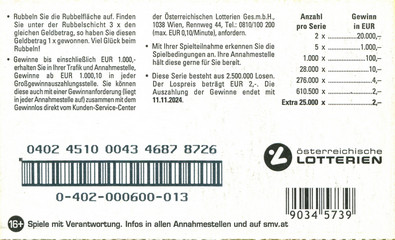 • Rubbeln Sie die Rubbelfläche auf. Finden
Sie unter der Rubbelschicht 3 x den
gleichen Geldbetrag, so haben Sie diesen
Geldbetrag 1 x gewonnen. Viel Glück beim
Rubbeln!
• Gewinne bis einschließlich EUR 1.000,-
erhalten Sie in Ihrer Trafik und Annahmestelle,
Gewinne ab EUR 1.000,10 in jeder
Großgewinnauszahlungsstelle. Sie können
diese auch mit einer Gewinnanforderung (liegt
in jeder Annahmestelle auf) zusammen mit dem
Gewinnlos direkt vom Kunden-Service-Center
der Österreichischen Lotterien Ges.m.b.H.,
1038 Wien, Rennweg 44, Tel.: 0810/100 200
(max. EUR 0,10/Minute), anfordern.
• Mit Ihrer Spielteilnahme erkennen Sie die
Spielbedingungen an. Ihre Annahmestelle
hält diese gerne für Sie bereit.
• Diese Serie besteht aus 2.500.000 Losen.
Der Lospreis beträgt EUR 2,-. Die
Auszahlung der Gewinne endet mit
11.11.2024.
Anzahl Gewinn
pro Serie in EUR
2 x 20.000,-
5 x 1.000,-
1.000 x 100,-
28.000 x 10,-
276.000 x 4,-
610.500 x 2,-
Extra 25.000 x 2,-
0402 4510 0043 4687 8726
0-402-000600-013
österreichische
LOTTERIEN
9034 5739
16+ Spiele mit Verantwortung. Infos in allen Annahmestellen und auf smv.at